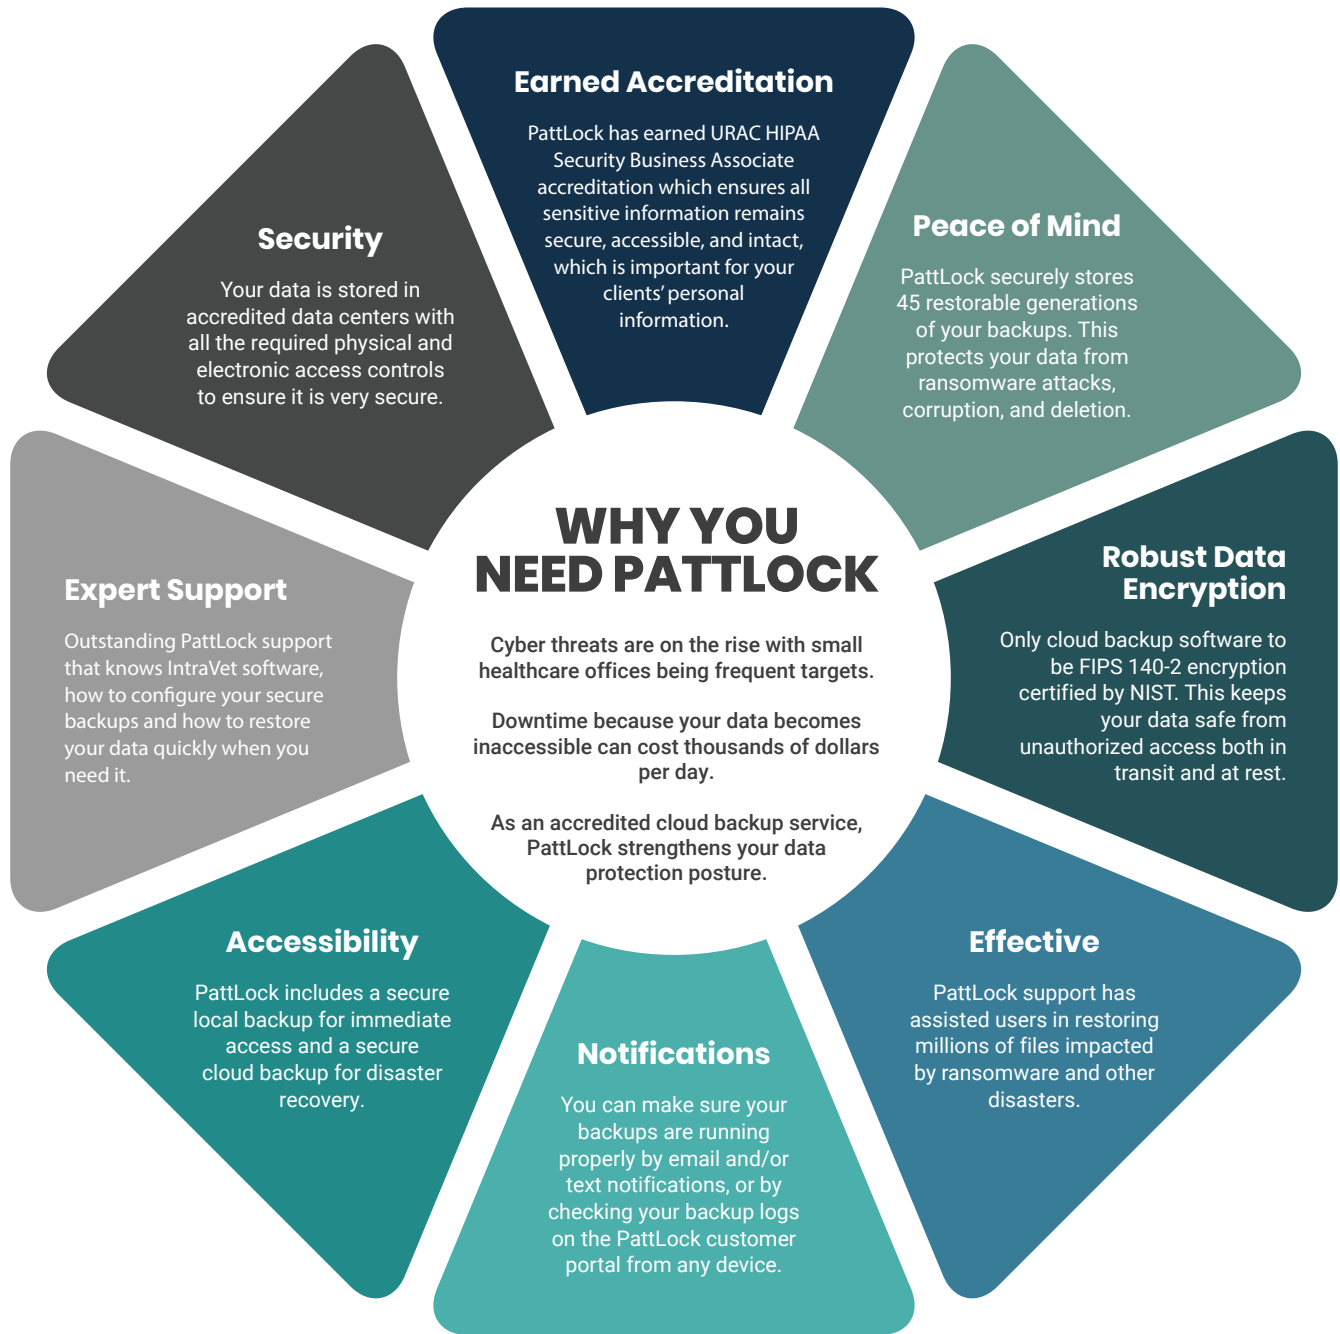 Earned Accreditation
PattLock has earned URAC HIPAA
Security Business Associate
accreditation which ensures all
sensitive information remains
secure, accessible, and intact,
which is important for your
clients' personal
information.
Peace of Mind
PattLock securely stores
45 restorable generations
of your backups. This
protects your data from
ransomware attacks,
corruption, and deletion.
Robust Data
Encryption
Only cloud backup software to
be FIPS 140-2 encryption
certified by NIST. This keeps
your data safe from
unauthorized access both in
transit and at rest.
Effective
PattLock support has
assisted users in restoring
millions of files impacted
by ransomware and other
disasters.
Notifications
You can make sure your
backups are running
properly by email and/or
text notifications, or by
checking your backup logs
on the PattLock customer
portal from any device.
Accessibility
PattLock includes a secure
local backup for immediate
access and a secure
cloud backup for disaster
recovery.
Expert Support
Outstanding PattLock support
that knows IntraVet software,
how to configure your secure
backups and how to restore
your data quickly when you
need it.
Security
Your data is stored in
accredited data centers with
all the required physical and
electronic access controls
to ensure it is very secure.
WHY YOU
NEED PATTLOCK
Cyber threats are on the rise with small
healthcare offices being frequent targets.
Downtime because your data becomes
inaccessible can cost thousands of dollars
per day.
As an accredited cloud backup service,
PattLock strengthens your data
protection posture.